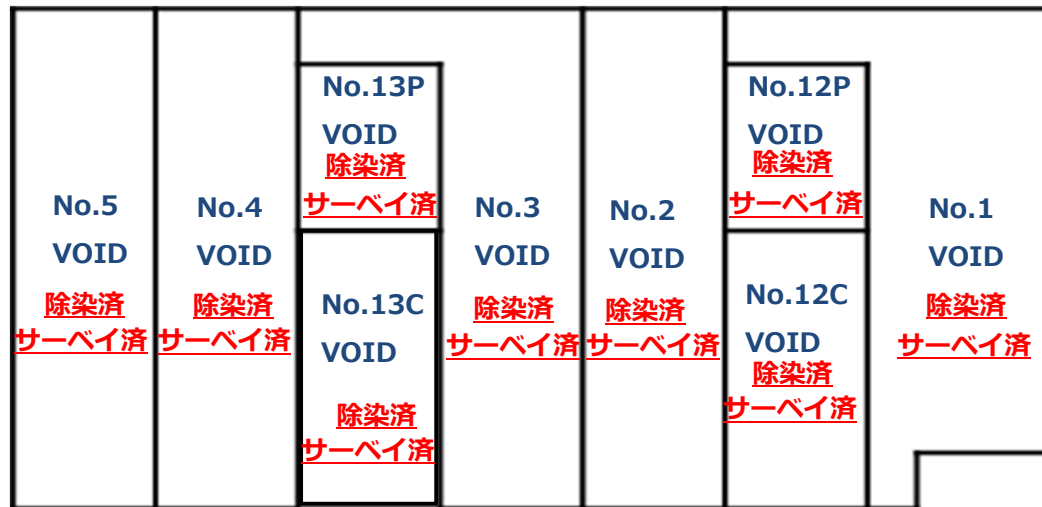 No.5
VOID
除染済
サーベイ済
No.4
VOID
除染済
サーベイ済
No.13P
VOID
除染済
サーベイ済
No.13C
VOID
除染済
サーベイ済
No.3
VOID
除染済
サーベイ済
No.2
VOID
除染済
サーベイ済
No.12P
VOID
除染済
サーベイ済
No.12C
VOID
除染済
サーベイ済
No.1
VOID
除染済
サーベイ済